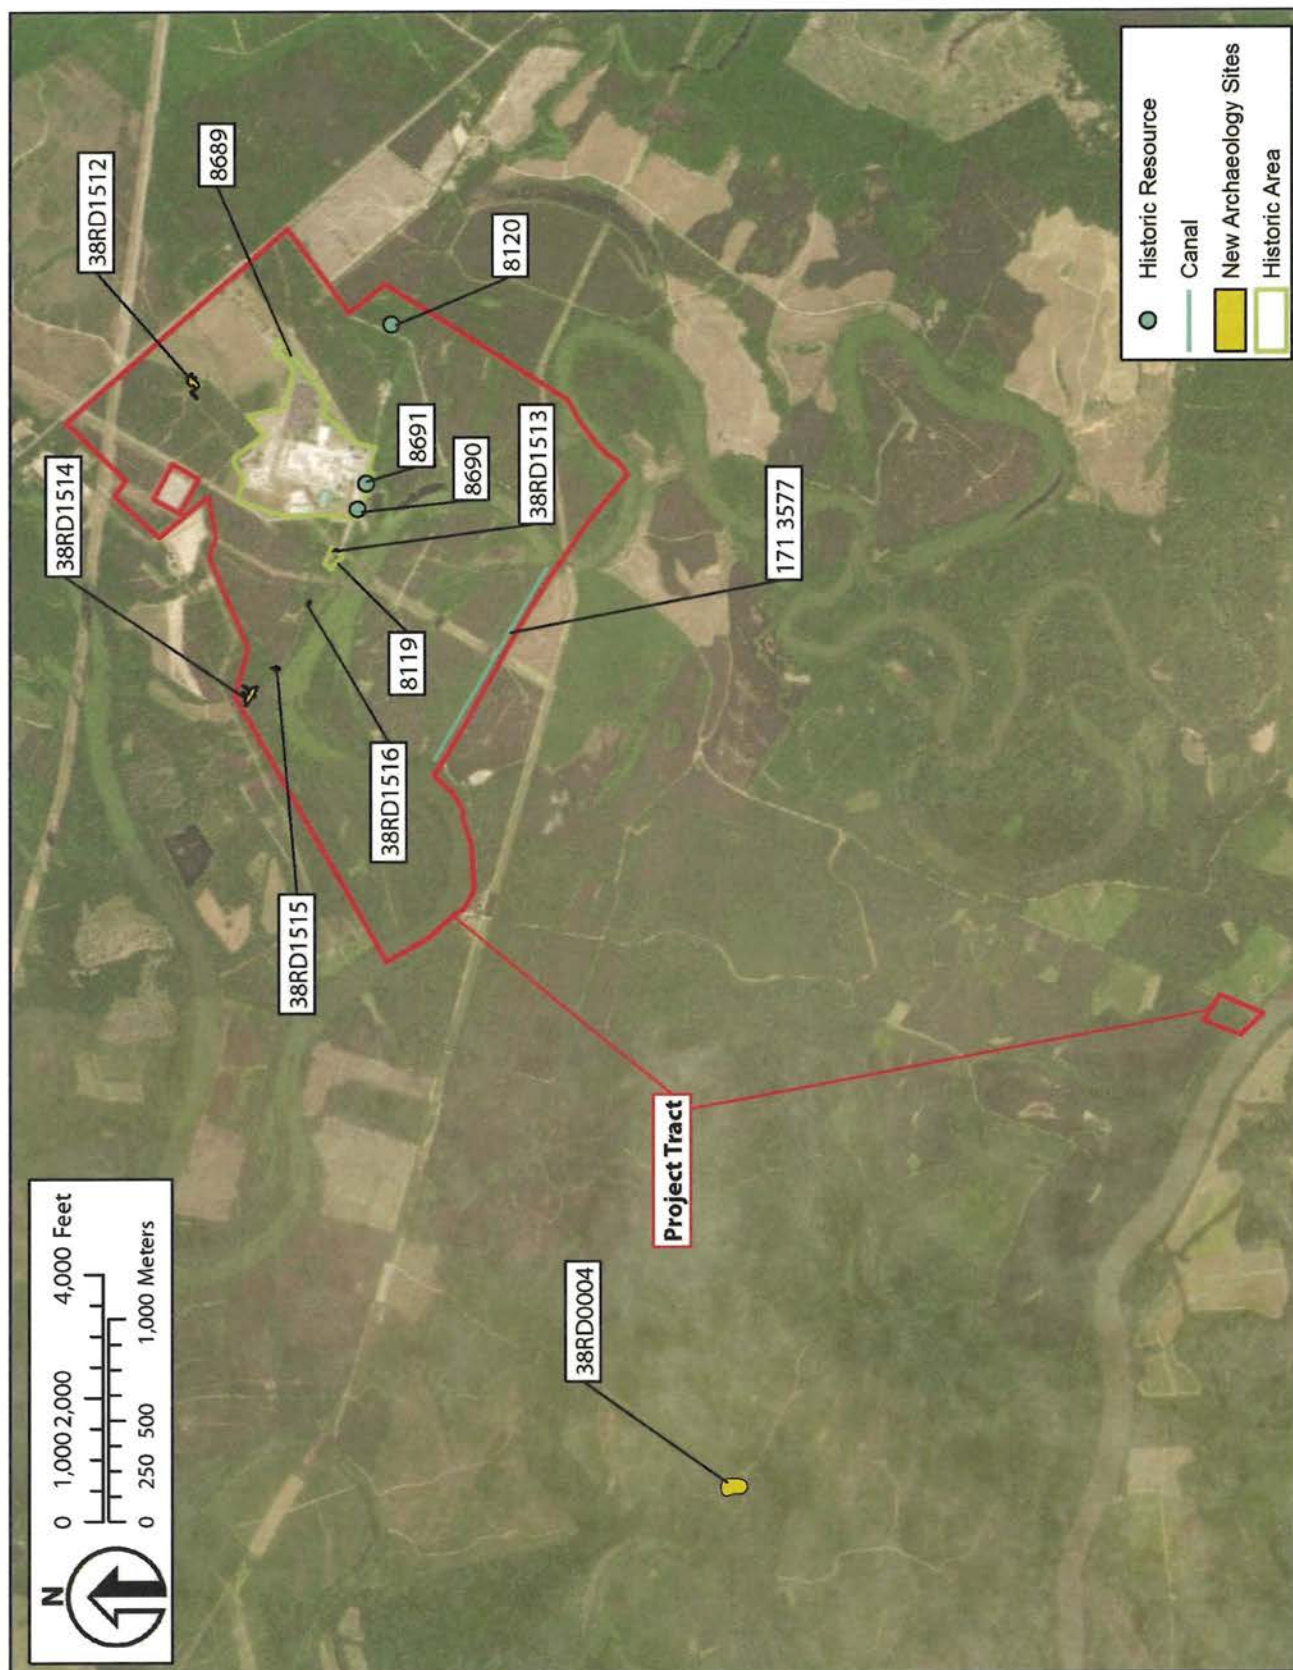 N
0 1,000 2,000 4,000 Feet
0 250 500 1,000 Meters
38RD1514
38RD1512
8689
38RD1515
38RD1516
8119
8690
8691
38RD1513
8120
171 3577
38RD0004
Project Tract
Historic Resource
Canal
New Archaeology Sites
Historic Area